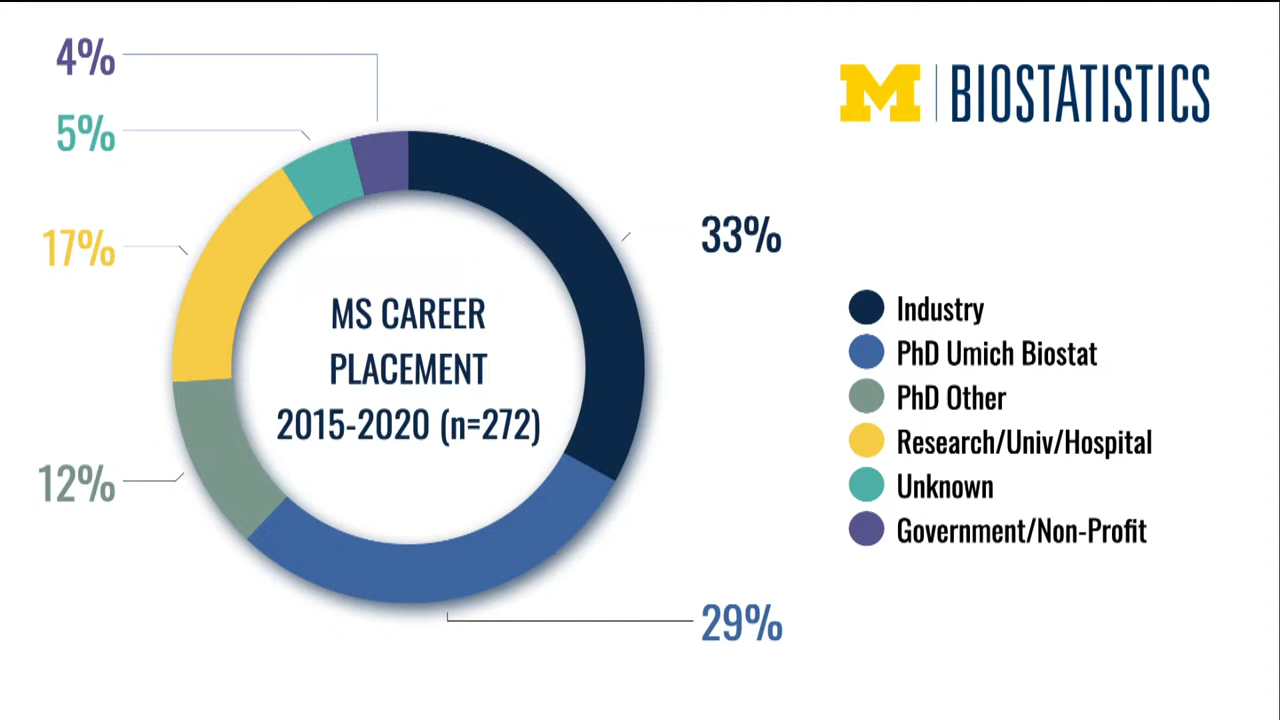 4%
5%
17%
12%
33%
29%
MS CAREER
PLACEMENT
2015-2020 (n=272)
M | BIOSTATISTICS
Industry
PhD Umich Biostat
PhD Other
Research/Univ/Hospital
Unknown
Government/Non-Profit